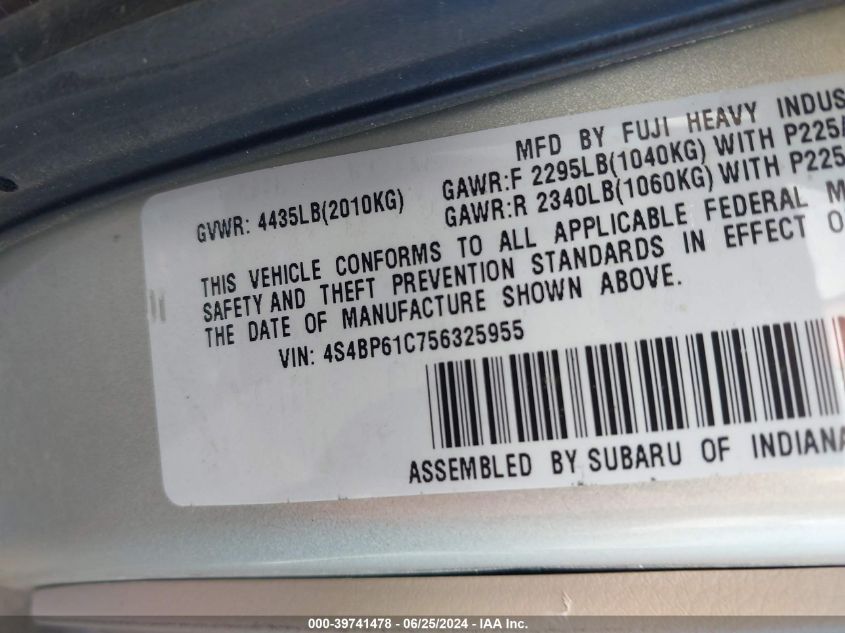 MFD BY FUJI HEAVY INDUS
GVWR: 4435LB(2010KG) GAWR:F 2295LB(1040KG) WITH P225/
GAWR:R 2340LB(1060KG) WITH P225
THIS VEHICLE CONFORMS TO ALL APPLICABLE FEDERAL M
SAFETY AND THEFT PREVENTION STANDARDS IN EFFECT O
THE DATE OF MANUFACTURE SHOWN ABOVE.
VIN: 4S4BP61C756325955
ASSEMBLED BY SUBARU OF INDIANA
000-39741478 - 06/25/2024 - IAA Inc.